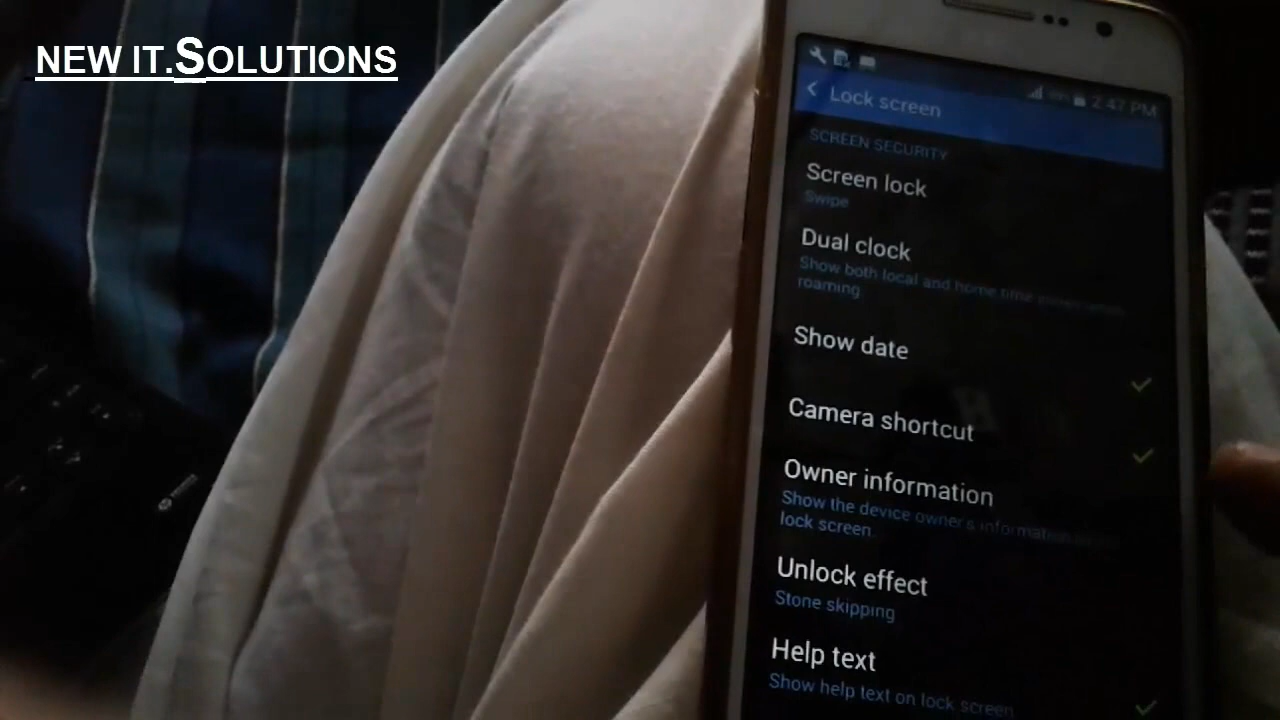 NEW IT.SOLUTIONS
2:47 PM
Lock screen
SCREEN SECURITY
Screen lock
Swipe
Dual clock
Show both local and home time
roaming
Show date
Camera shortcut
Owner information
Show the device owner's information
lock screen
Unlock effect
Stone skipping
Help text
Show help text on lock screen